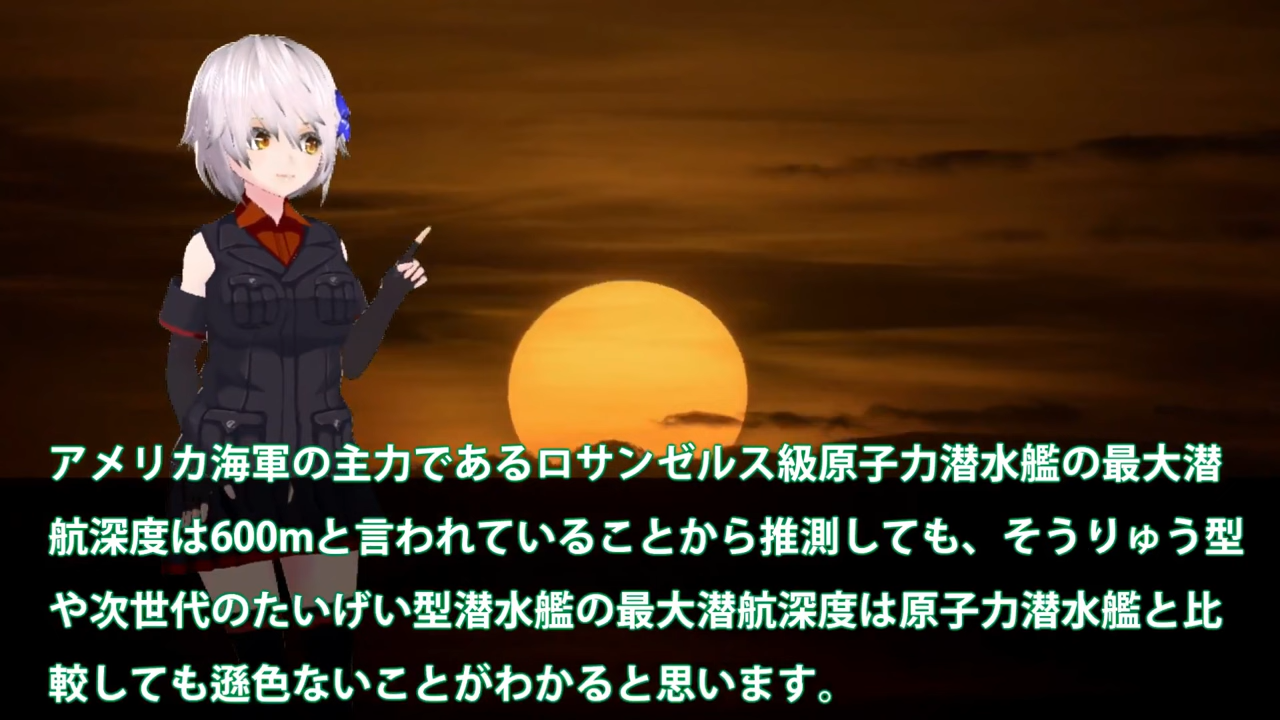 アメリカ海軍の主力であるロサンゼルス級原子力潜水艦の最大潜
航深度は600mと言われていることから推測しても、そうりゅう型
や次世代のたいげい型潜水艦の最大潜航深度は原子力潜水艦と比
較しても遜色ないことがわかると思います。